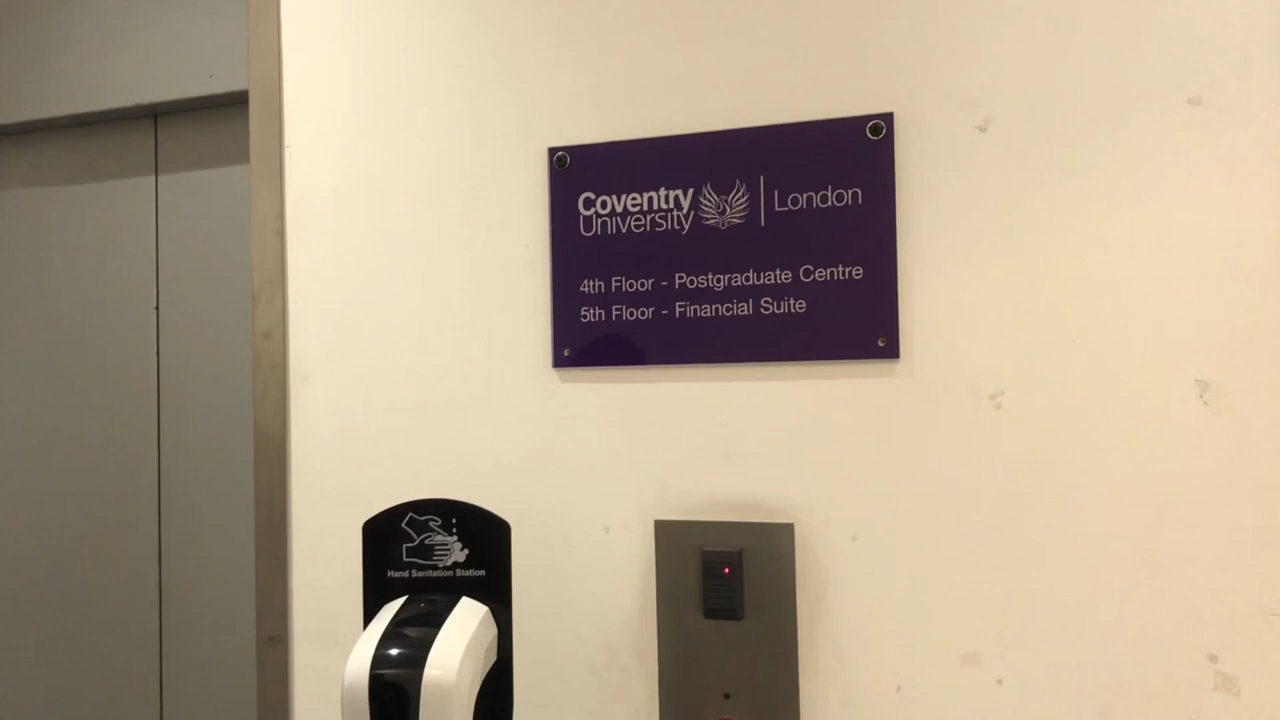 Coventry
University
London
4th Floor - Postgraduate Centre
5th Floor - Financial Suite
Hand Sanitation Station